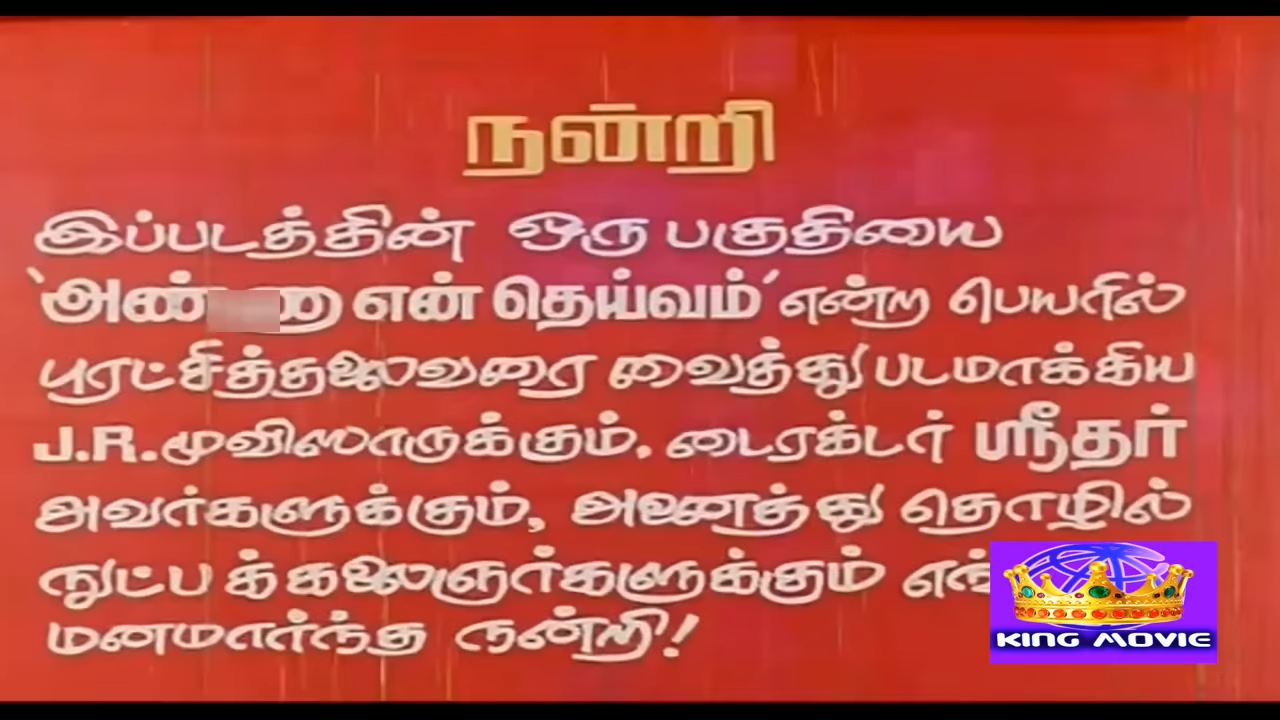 நன்றி
இப்படத்தின் ஒரு பகுதியை
என் தெய்வம்' என்ற பெயரில்
புரட்சித்தலைவரை வைத்து படமாக்கிய
J.R.மூவிஸாருக்கும், டைரக்டர் ஸ்ரீதர்
அவர்களுக்கும், அனைத்து தொழில்
நுட்பக்கலைஞர்களுக்கும்
மனமார்ந்த நன்றி!
KING MOVIE